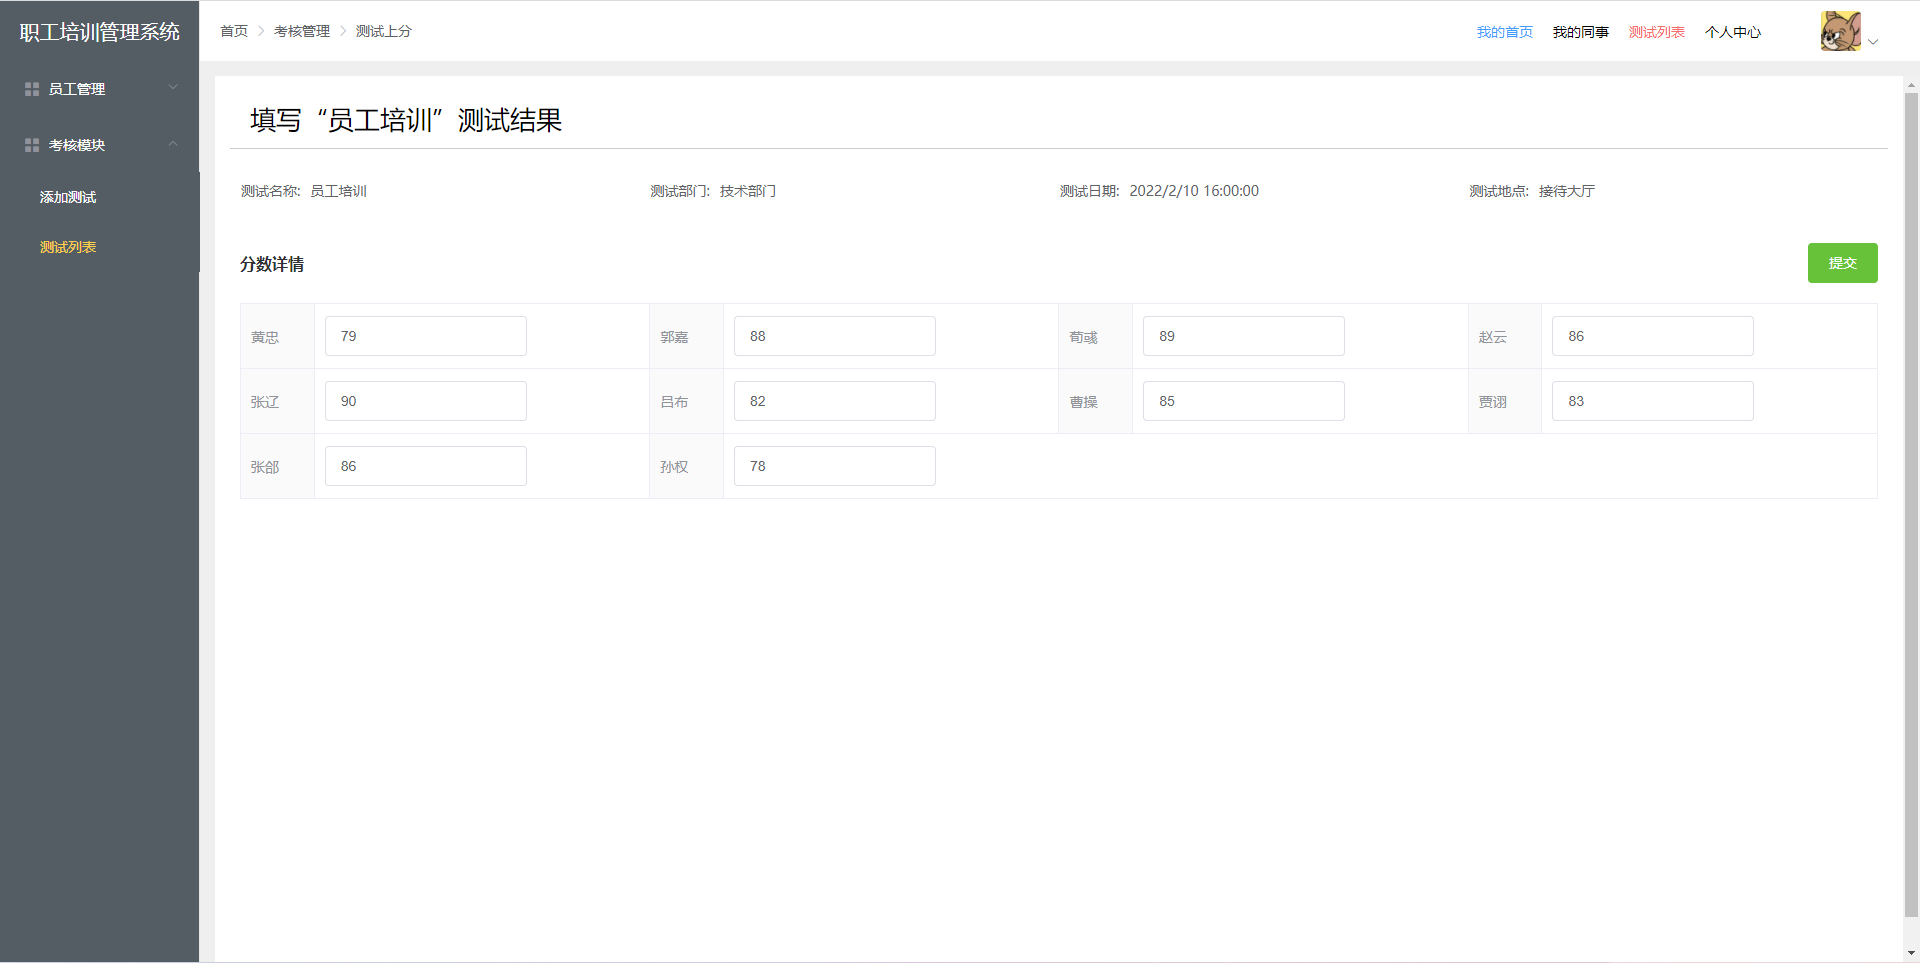 职工培训管理系统
员工管理
考核模块
添加测试
测试列表
首页 考核管理 测试上分
我的首页 我的同事 测试列表 个人中心
填写“员工培训”测试结果
测试名称: 员工培训 测试部门: 技术部门 测试日期: 2022/2/10 16:00:00 测试地点: 接待大厅
分数详情 提交
黄忠 79 郭嘉 88 荀彧 89 赵云 86
张辽 90 吕布 82 曹操 85 贾诩 83
张郃 86 孙权 78